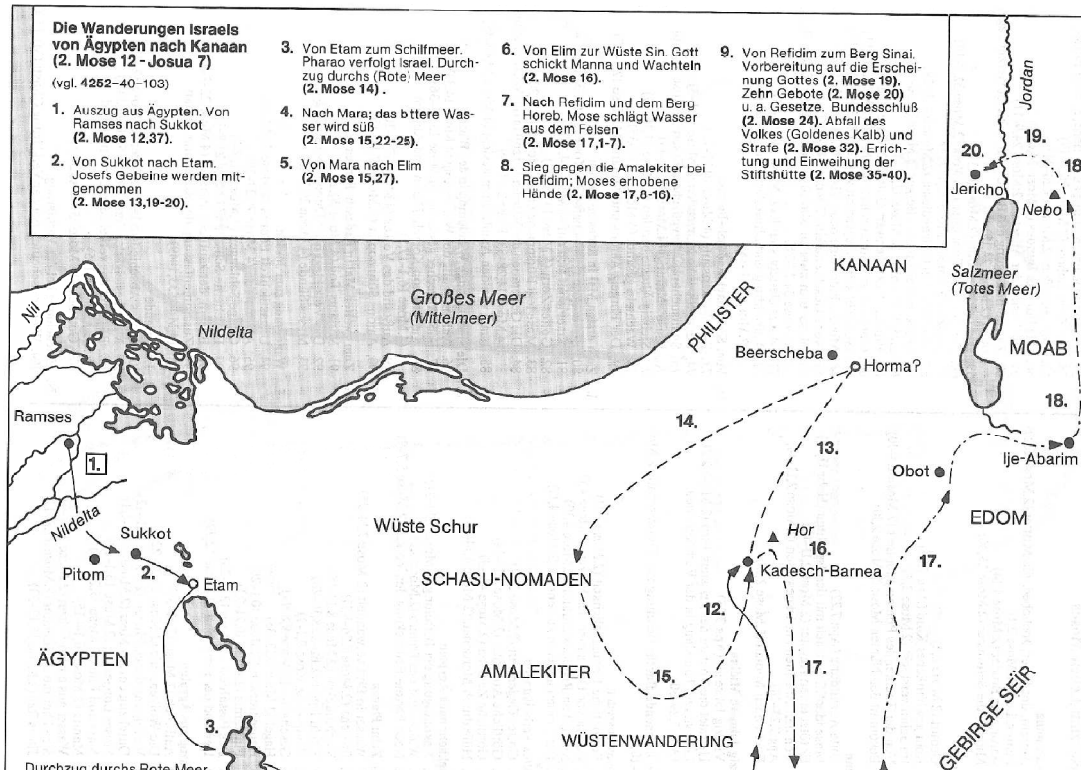 Die Wanderungen Israels
von Ägypten nach Kanaan
(2. Mose 12 - Josua 7)
(vgl. 4252-40-103)
1. Auszug aus Ägypten. Von
Ramses nach Sukkot
(2. Mose 12,37).
2. Von Sukkot nach Etam.
Josefs Gebeine werden mit-
genommen
(2. Mose 13,19-20).
3. Von Etam zum Schilfmeer.
Pharao verfolgt Israel. Durch-
zug durchs (Rote) Meer
(2. Mose 14).
4. Nach Mara; das bittere Was-
ser wird süß
(2. Mose 15,22-25).
5. Von Mara nach Elim
(2. Mose 15,27).
6. Von Elim zur Wüste Sin. Gott
schickt Manna und Wachteln
(2. Mose 16).
7. Nach Refidim und dem Berg
Horeb. Mose schlägt Wasser
aus dem Felsen
(2. Mose 17,1-7).
8. Sieg gegen die Amalekiter bei
Refidim; Moses erhobene
Hände (2. Mose 17,8-16).
9. Von Refidim zum Berg Sinai.
Vorbereitung auf die Erschei-
nung Gottes (2. Mose 19).
Zehn Gebote (2. Mose 20)
u. a. Gesetze. Bundesschluß
(2. Mose 24). Abfall des
Volkes (Goldenes Kalb) und
Strafe (2. Mose 32). Errich-
tung und Einweihung der
Stiftshütte (2. Mose 35-40).
Jordan
19.
20.
18
Jericho
Nebo
KANAAN
Salzmeer
(Totes Meer)
Nil
Großes Meer
(Mittelmeer)
Nildelta
PHILISTER
MOAB
Beerscheba
Horma?
Ramses
14.
18.
13.
1.
Ije-Abarim
Obot
Nildelta
EDOM
Wüste Schur
Sukkot
Hor
16.
Pitom
2.
Etam
SCHASU-NOMADEN
Kadesch-Barnea
17.
12.
ÄGYPTEN
AMALEKITER
15.
17.
GEBIRGE SEÏR
3.
WÜSTENWANDERUNG
Durchzug durchs Rote Meer